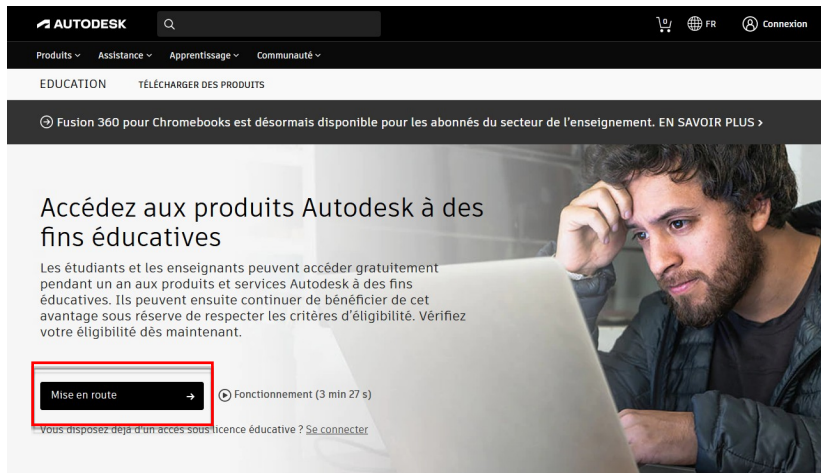 AUTODESK
0
FR
Connexion
Produits
Assistance
Apprentissage
Communauté
EDUCATION
TÉLÉCHARGER DES PRODUITS
Fusion 360 pour Chromebooks est désormais disponible pour les abonnés du secteur de l'enseignement. EN SAVOIR PLUS >
Accédez aux produits Autodesk à des
fins éducatives
Les étudiants et les enseignants peuvent accéder gratuitement
pendant un an aux produits et services Autodesk à des fins
éducatives. Ils peuvent ensuite continuer de bénéficier de cet
avantage sous réserve de respecter les critères d'éligibilité. Vérifiez
votre éligibilité dès maintenant.
Mise en route →
Fonctionnement (3 min 27 s)
Vous disposez déjà d'un accès sous licence éducative ? Se connecter